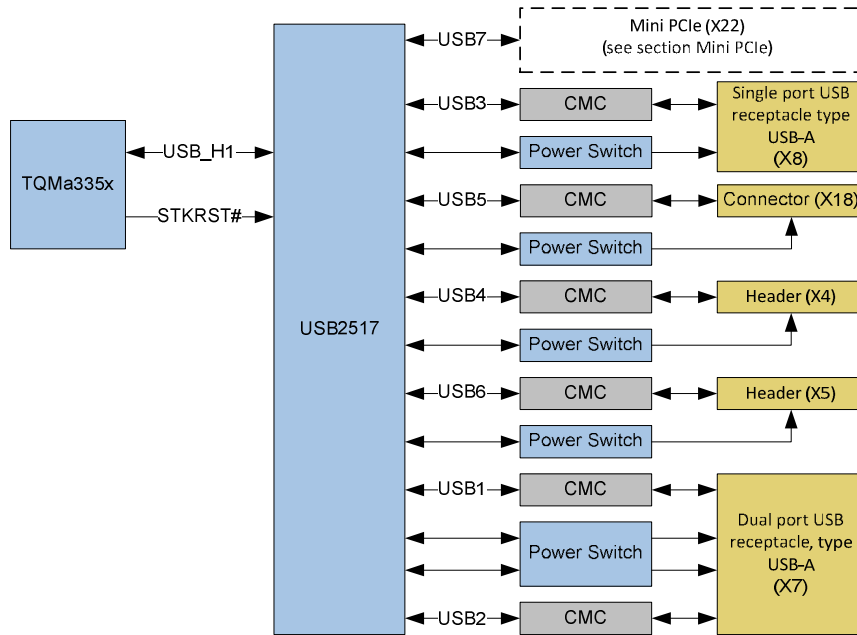 USB7
Mini PCIe (X22)
(see section Mini PCIe)
USB3
CMC
Single port USB
receptacle type
USB-A
(X8)
Power Switch
TQMa335x
USB_H1
STKRST#
USB2517
USB5
CMC
Connector (X18)
Power Switch
USB4
CMC
Header (X4)
Power Switch
USB6
CMC
Header (X5)
Power Switch
USB1
CMC
Dual port USB
receptacle, type
USB-A
(X7)
Power Switch
USB2
CMC